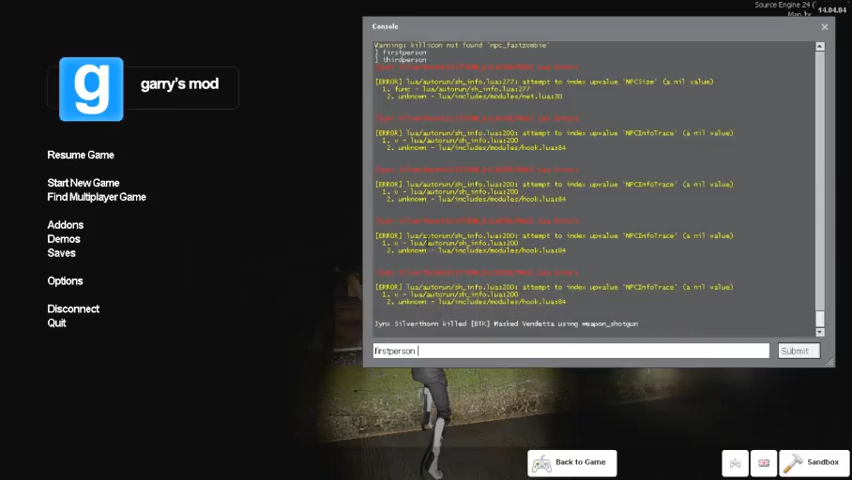 Source Engine 24 (
14.04.04
Console
Warning: killicon not found 'npc_fastzombie'
] firstperson
] thirdperson
[ERROR] lua/autorun/sh_info.lua:277: attempt to index upvalue 'NPCSize' (a nil value)
1. func - lua/autorun/sh_info.lua:277
2. unknown - lua/includes/modules/net.lua:30
[ERROR] lua/autorun/sh_info.lua:200: attempt to index upvalue 'NPCInfoTrace' (a nil value)
1. v - lua/autorun/sh_info.lua:200
2. unknown - lua/includes/modules/hook.lua:84
[ERROR] lua/autorun/sh_info.lua:200: attempt to index upvalue 'NPCInfoTrace' (a nil value)
1. v - lua/autorun/sh_info.lua:200
2. unknown - lua/includes/modules/hook.lua:84
[ERROR] lua/autorun/sh_info.lua:200: attempt to index upvalue 'NPCInfoTrace' (a nil value)
1. v - lua/autorun/sh_info.lua:200
2. unknown - lua/includes/modules/hook.lua:84
[ERROR] lua/autorun/sh_info.lua:200: attempt to index upvalue 'NPCInfoTrace' (a nil value)
1. v - lua/autorun/sh_info.lua:200
2. unknown - lua/includes/modules/hook.lua:84
Jynx Silverthorn killed [BTK] Masked Vendetta using weapon_shotgun
firstperson
Submit
g
garry's mod
Resume Game
Start New Game
Find Multiplayer Game
Addons
Demos
Saves
Options
Disconnect
Quit
Back to Game
Sandbox